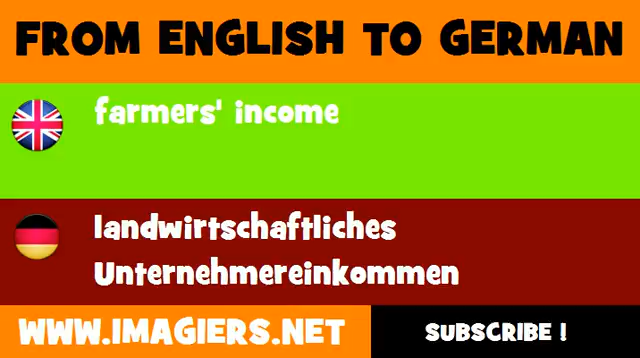 FROM ENGLISH TO GERMAN
farmers' income
landwirtschaftliches
Unternehmereinkommen
WWW.IMAGIERS.NET
SUBSCRIBE !